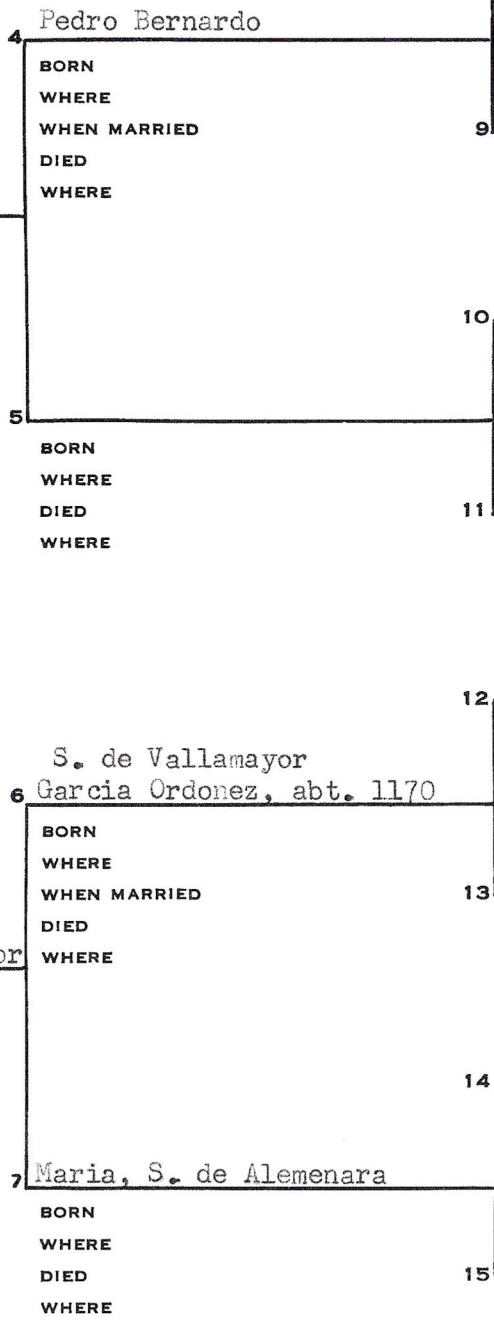 Pedro Bernardo
4
BORN
WHERE
WHEN MARRIED
9
DIED
WHERE
10
5
BORN
WHERE
DIED
11
WHERE
12
S. de Vallamayor
6 Garcia Ordonez, abt. 1170
BORN
WHERE
WHEN MARRIED
13
DIED
or
WHERE
14
7 Maria, S. de Alemenara
BORN
WHERE
DIED
15
WHERE